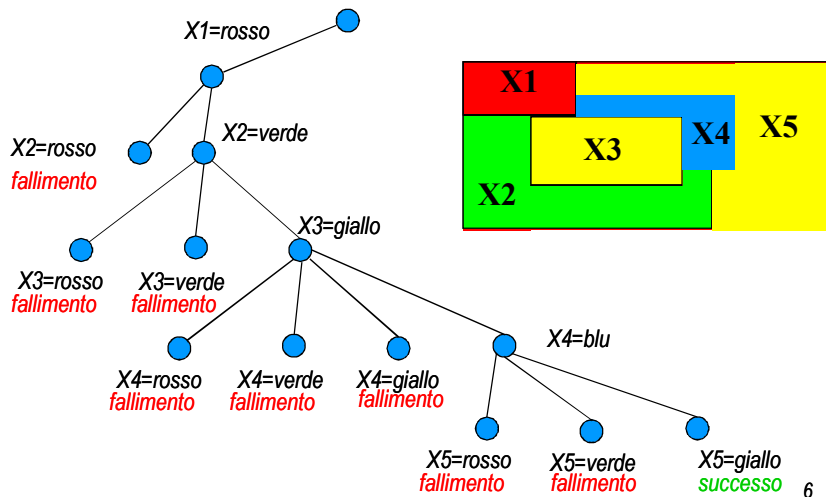 X1=rosso
X1
X5
X4
X3
X2
X2=verde
X2=rosso
fallimento
X3=giallo
X3=rosso
fallimento
X3=verde
fallimento
X4=blu
X4=rosso
fallimento
X4=verde
fallimento
X4=giallo
fallimento
X5=rosso
fallimento
X5=verde
fallimento
X5=giallo
successo
6